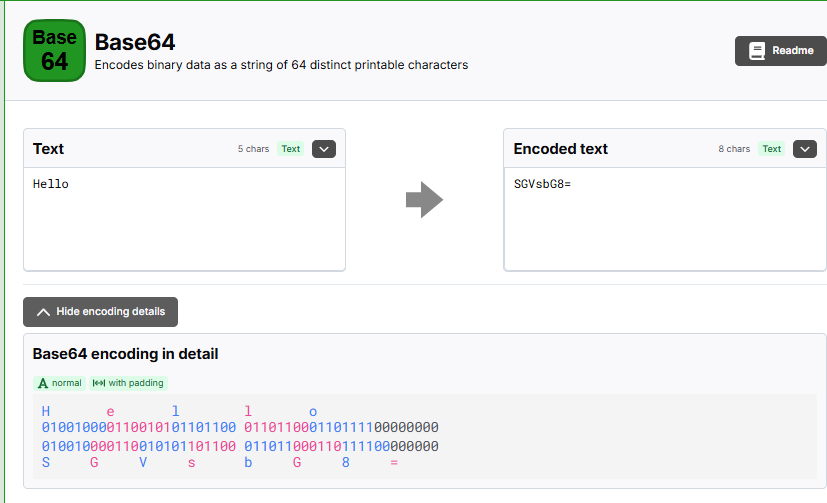 Base
64
Base64
Encodes binary data as a string of 64 distinct printable characters
Readme
Text 5 chars Text
Hello
Encoded text 8 chars Text
SGVsbG8=
Hide encoding details
Base64 encoding in detail
A normal with padding
H e l l o
010010000110010101101100 011011000110111100000000
010010000110010101101100 011011000110111100000000
S G V s b G 8 =